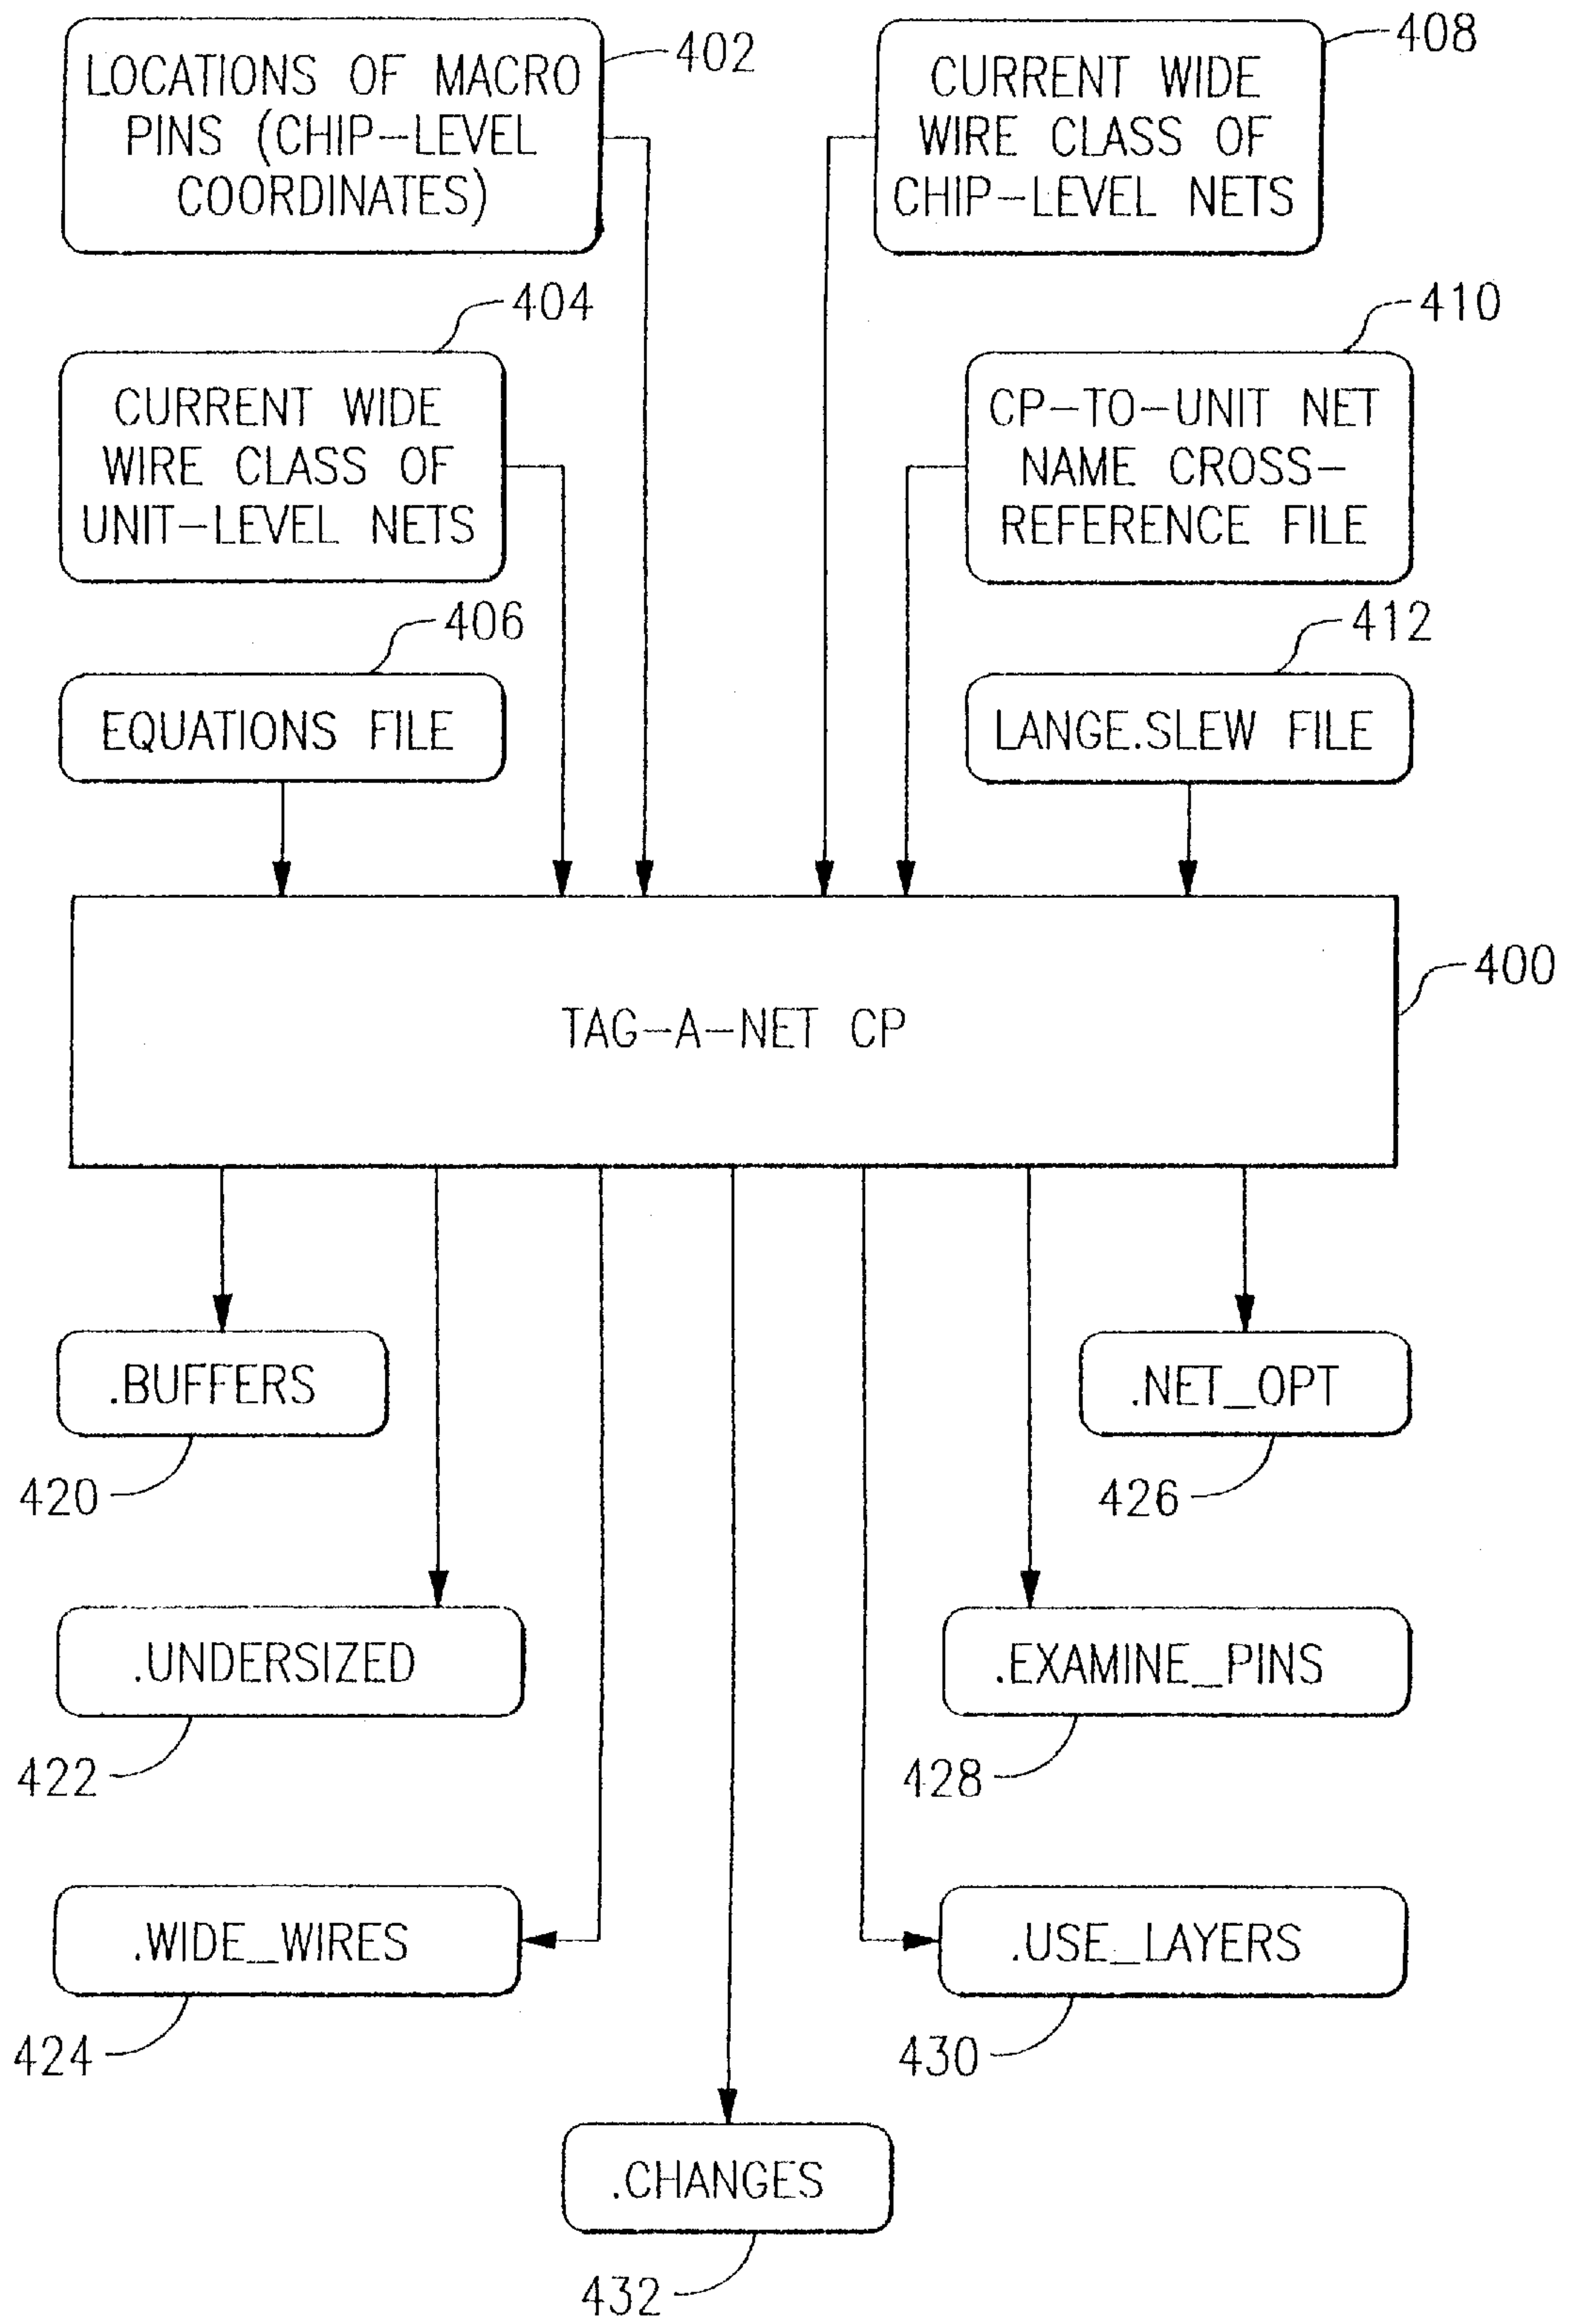 LOCATIONS OF MACRO
PINS (CHIP-LEVEL
COORDINATES)
402
CURRENT WIDE
WIRE CLASS OF
CHIP-LEVEL NETS
408
404
CURRENT WIDE
WIRE CLASS OF
UNIT-LEVEL NETS
410
CP-TO-UNIT NET
NAME CROSS-
REFERENCE FILE
406
EQUATIONS FILE
412
LANGE.SLEW FILE
TAG-A-NET CP
400
.BUFFERS
420
.NET_OPT
426
.UNDERSIZED
422
.EXAMINE_PINS
428
.WIDE_WIRES
424
.USE_LAYERS
430
.CHANGES
432